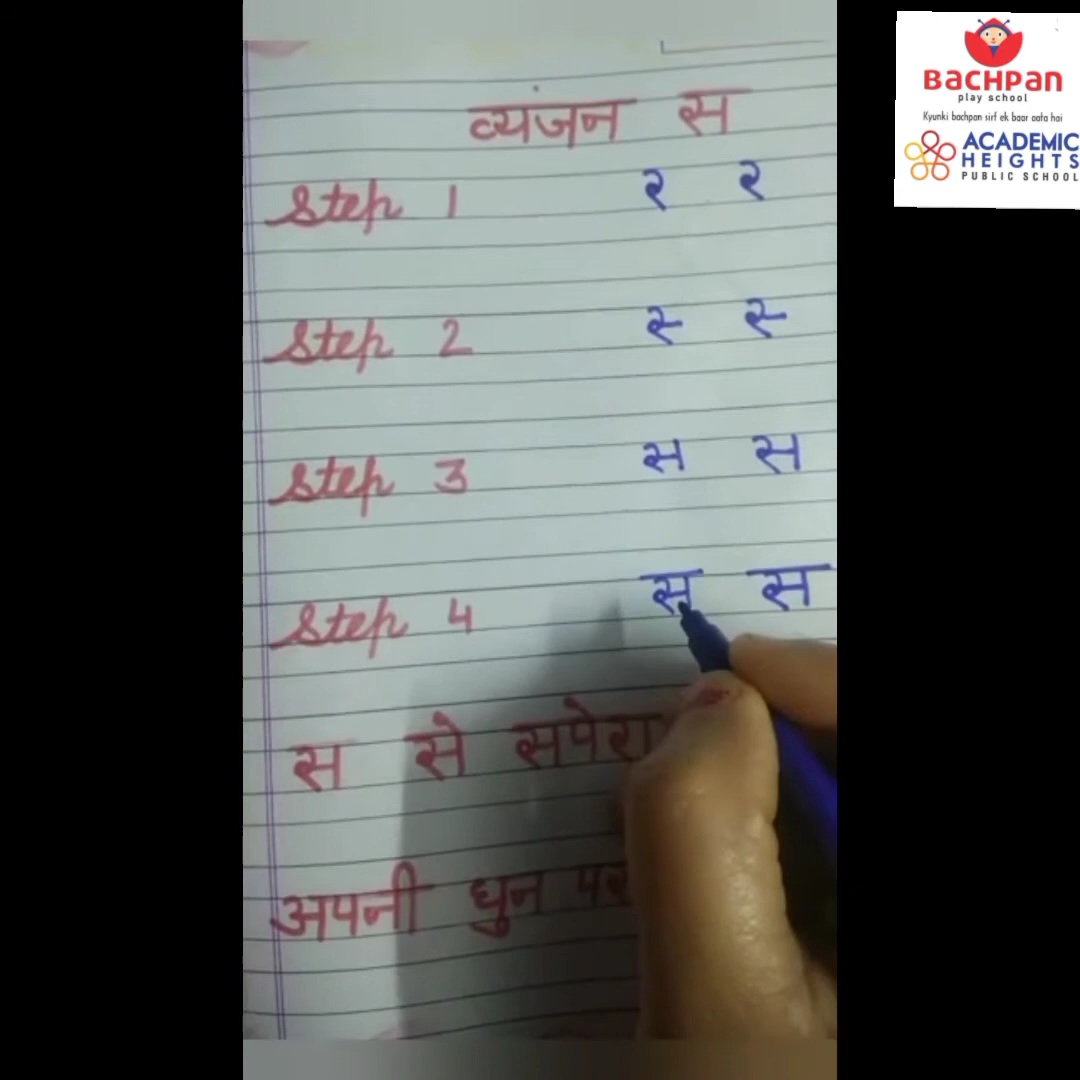 BACHPAN
play school
Kyunki bachpan sirf ek baar aata hai
ACADEMIC
HEIGHTS
PUBLIC SCHOOL
व्यंजन स
Step 1 र र
Step 2 स् स्
Step 3 स स
Step 4 स स
स से सपेरा
अपनी धुन पर